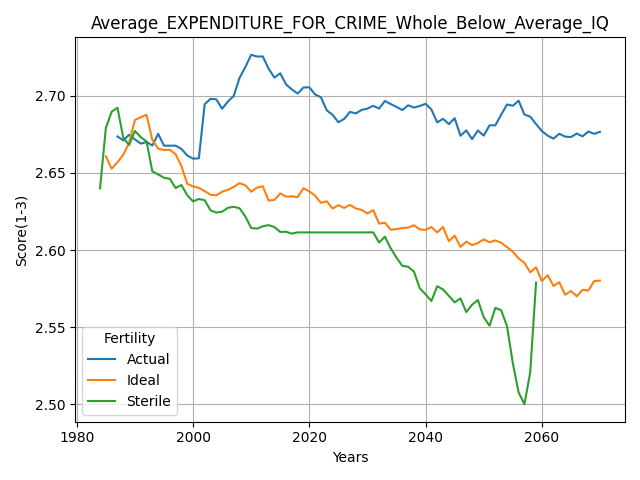 Average_EXPENDITURE_FOR_CRIME_Whole_Below_Average_IQ
Score(1-3)
2.70
2.65
2.60
2.55
2.50
Fertility
Actual
Ideal
Sterile
1980
2000
2020
2040
2060
Years